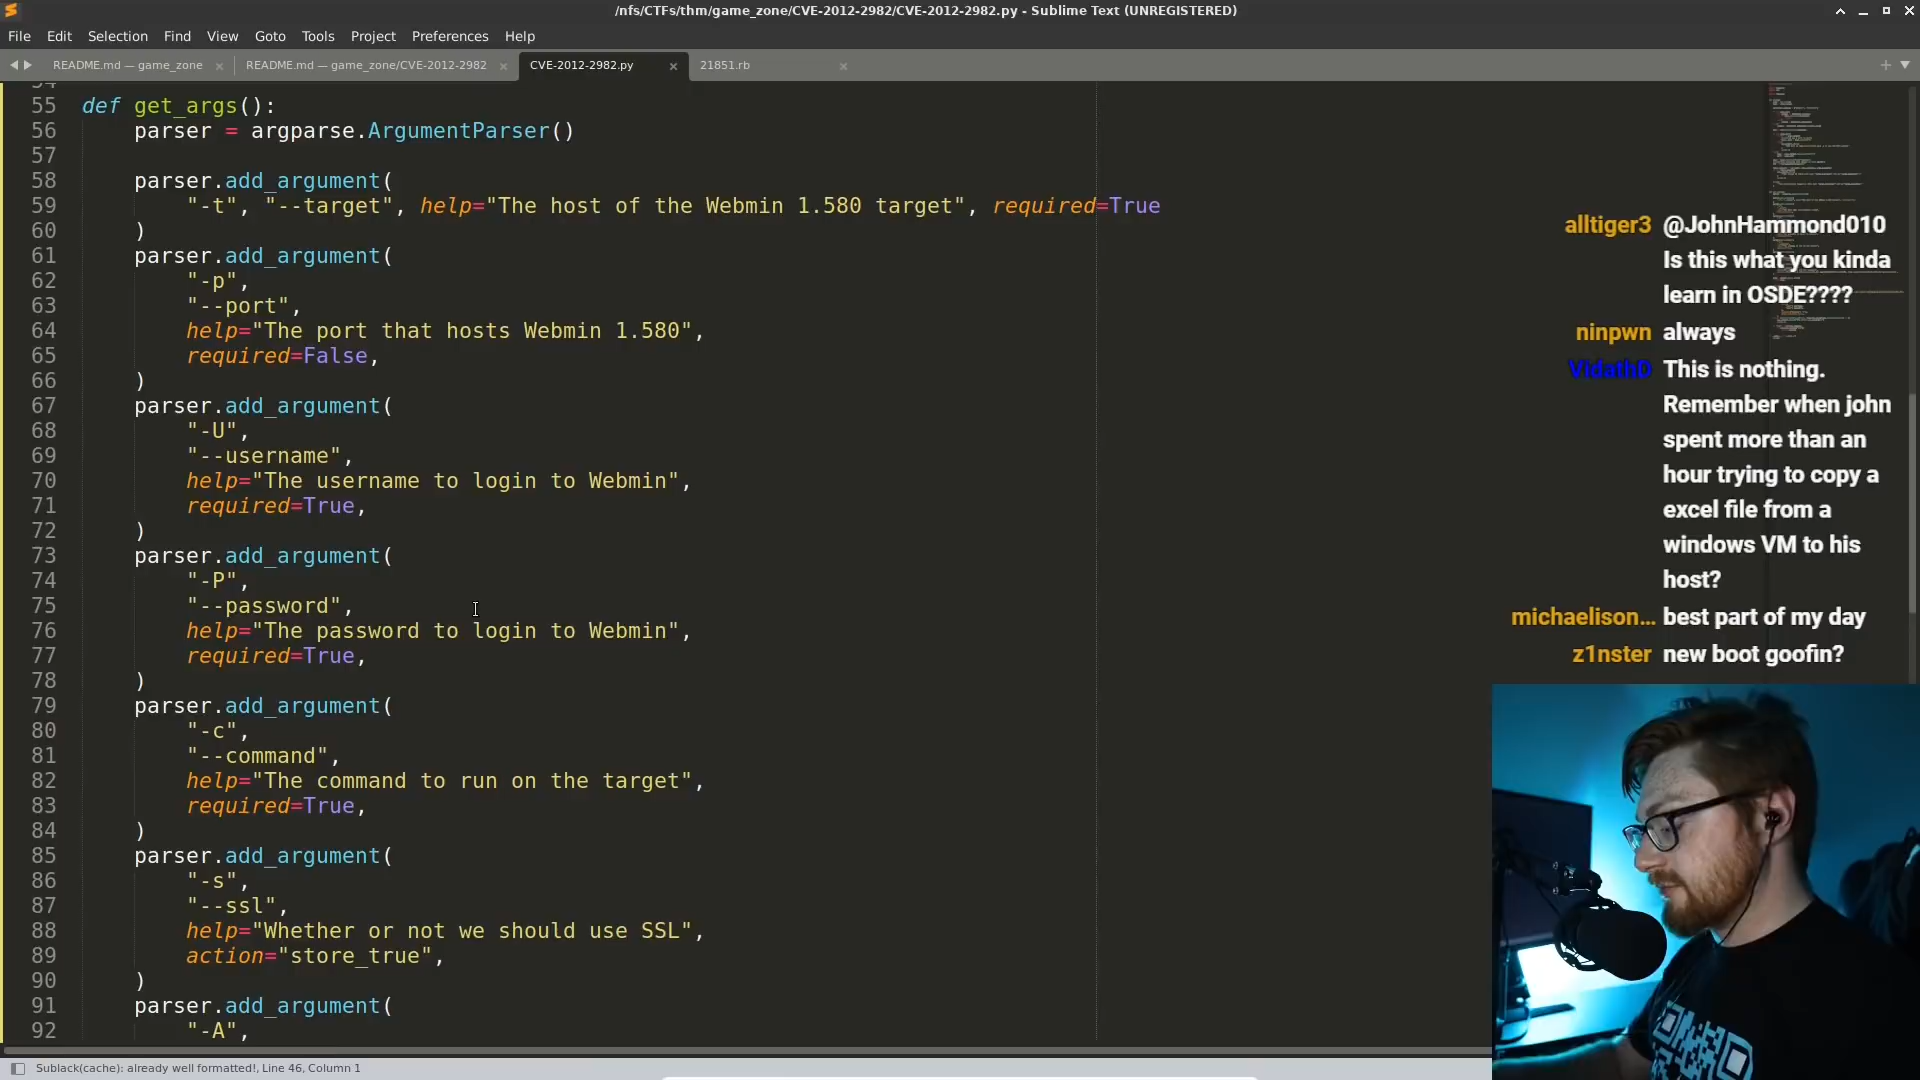 /nfs/CTFs/thm/game_zone/CVE-2012-2982/CVE-2012-2982.py - Sublime Text (UNREGISTERED)
File Edit Selection Find View Goto Tools Project Preferences Help
README.md — game_zone × README.md — game_zone/CVE-2012-2982 × CVE-2012-2982.py × 21851.rb ×
54
55 def get_args():
56 parser = argparse.ArgumentParser()
57
58 parser.add_argument(
59 "-t", "--target", help="The host of the Webmin 1.580 target", required=True
60 )
61 parser.add_argument(
62 "-p",
63 "--port",
64 help="The port that hosts Webmin 1.580",
65 required=False,
66 )
67 parser.add_argument(
68 "-U",
69 "--username",
70 help="The username to login to Webmin",
71 required=True,
72 )
73 parser.add_argument(
74 "-P",
75 "--password",
76 help="The password to login to Webmin",
77 required=True,
78 )
79 parser.add_argument(
80 "-c",
81 "--command",
82 help="The command to run on the target",
83 required=True,
84 )
85 parser.add_argument(
86 "-s",
87 "--ssl",
88 help="Whether or not we should use SSL",
89 action="store_true",
90 )
91 parser.add_argument(
92 "-A",
alltiger3 @JohnHammond010
Is this what you kinda
learn in OSDE????
ninpwn always
VidathD This is nothing.
Remember when john
spent more than an
hour trying to copy a
excel file from a
windows VM to his
host?
michaelison… best part of my day
z1nster new boot goofin?
Sublack(cache): already well formatted!, Line 46, Column 1